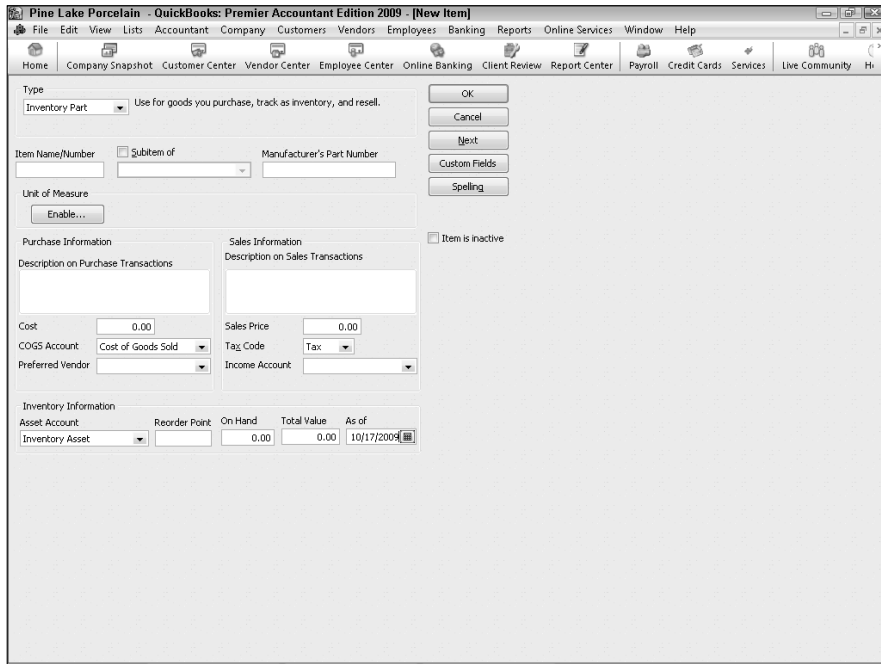 Pine Lake Porcelain - QuickBooks: Premier Accountant Edition 2009 - [New Item]
File Edit View Lists Accountant Company Customers Vendors Employees Banking Reports Online Services Window Help
Home Company Snapshot Customer Center Vendor Center Employee Center Online Banking Client Review Report Center Payroll Credit Cards Services Live Community
Type
Inventory Part Use for goods you purchase, track as inventory, and resell.
OK
Cancel
Next
Custom Fields
Spelling
Item Name/Number Subitem of Manufacturer's Part Number
Unit of Measure
Enable...
Item is inactive
Purchase Information
Description on Purchase Transactions
Cost 0.00
COGS Account Cost of Goods Sold
Preferred Vendor
Sales Information
Description on Sales Transactions
Sales Price 0.00
Tax Code Tax
Income Account
Inventory Information
Asset Account Reorder Point On Hand Total Value As of
Inventory Asset 0.00 0.00 10/17/2009